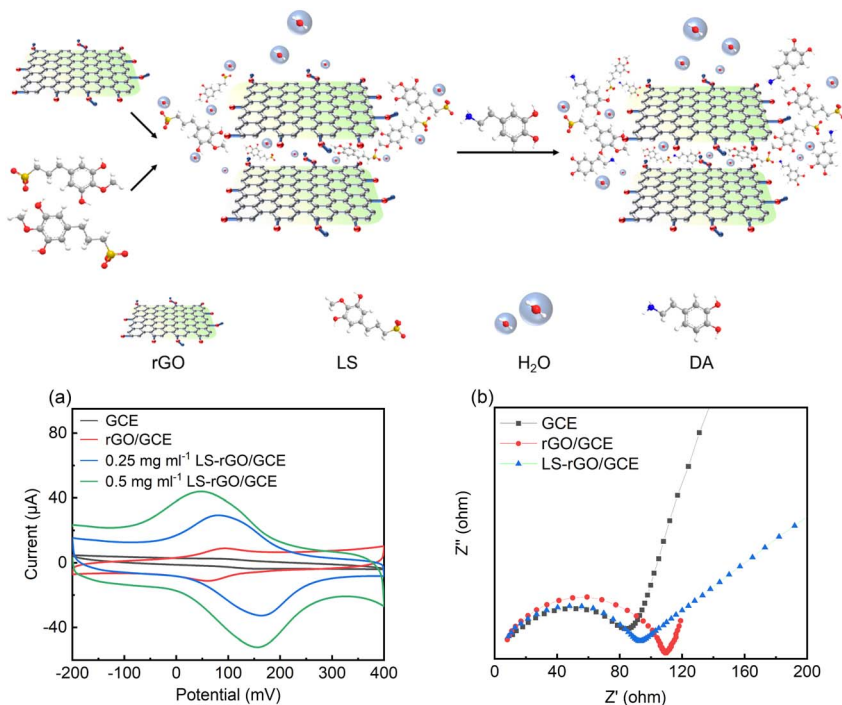 rGO LS H₂O DA
(a)
GCE
rGO/GCE
0.25 mg ml⁻¹ LS-rGO/GCE
0.5 mg ml⁻¹ LS-rGO/GCE
80
40
0
-40
Current (μA)
-200 -100 0 100 200 300 400
Potential (mV)
(b)
GCE
rGO/GCE
LS-rGO/GCE
Z'' (ohm)
0 40 80 120 160 200
Z' (ohm)